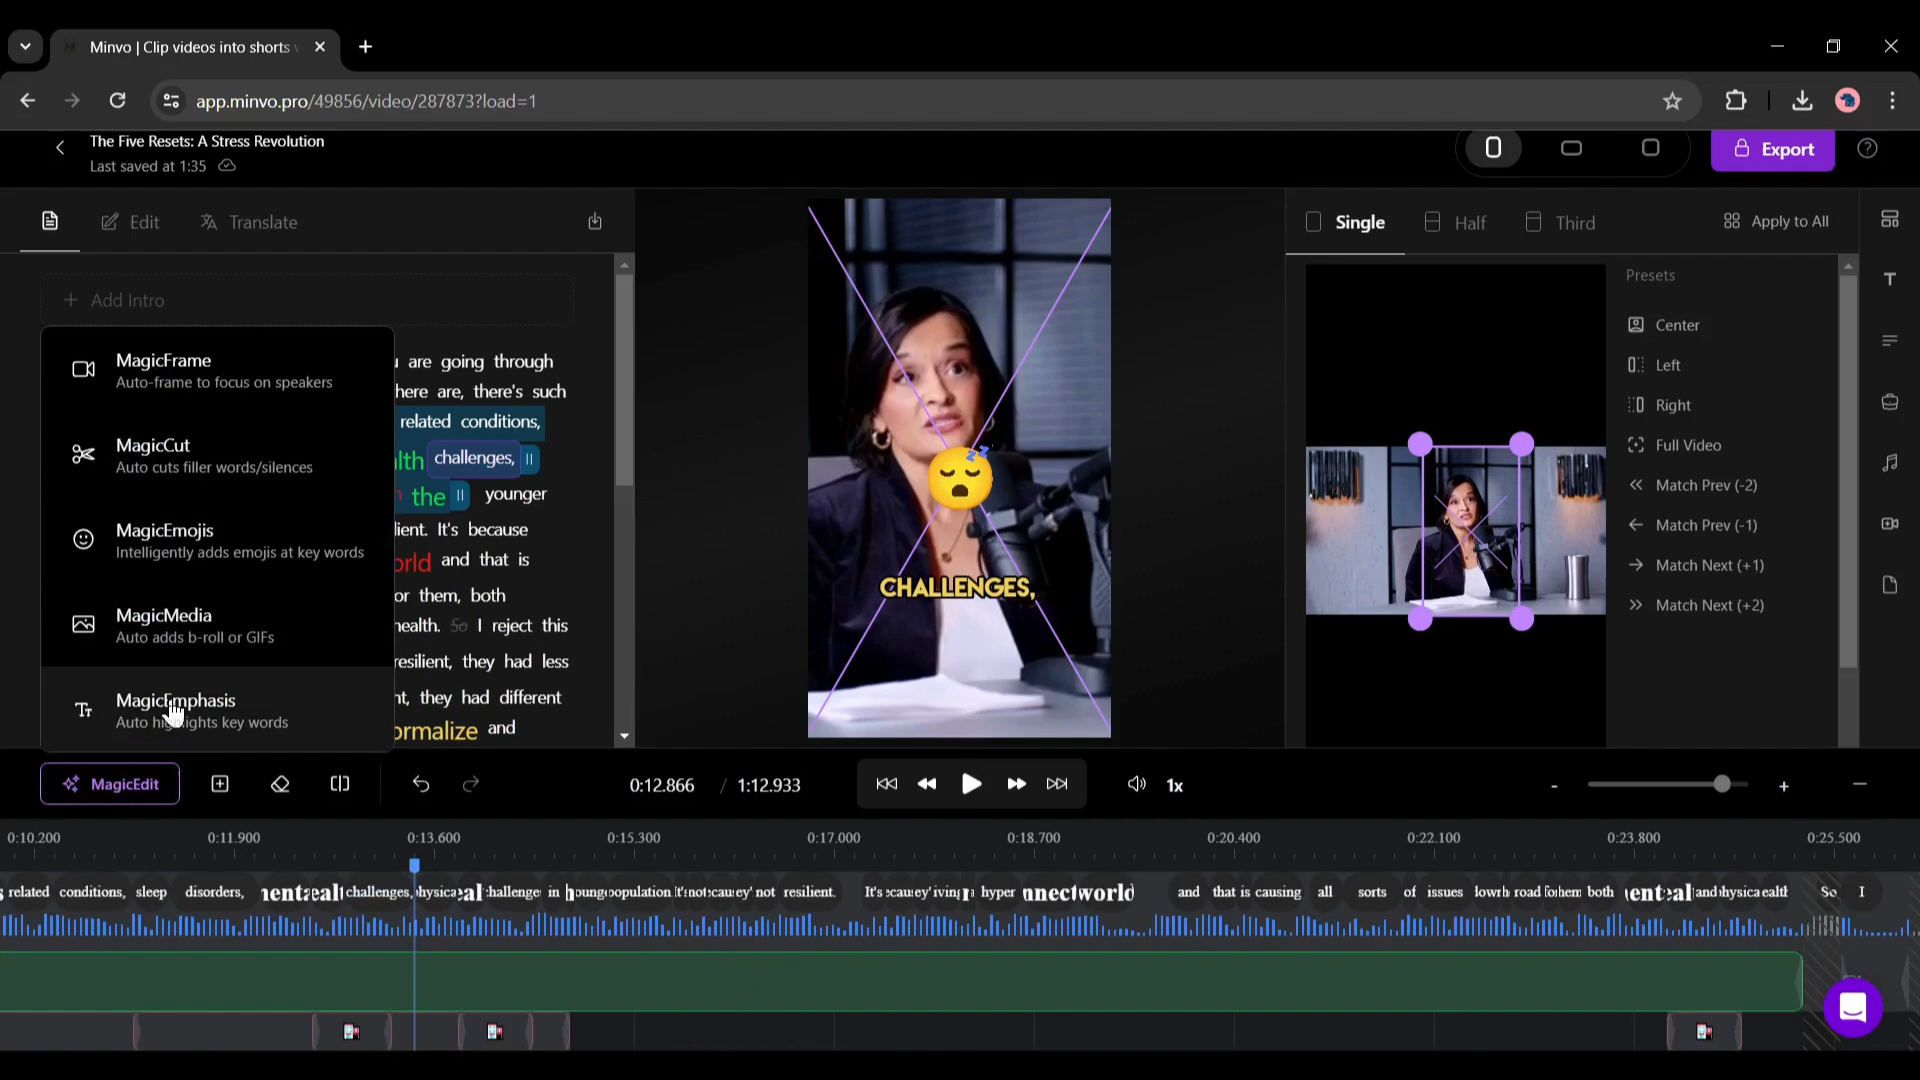 Minvo | Clip videos into shorts
app.minvo.pro/49856/video/287873?load=1
The Five Resets: A Stress Revolution
Last saved at 1:35
Export
Edit
Translate
Single
Half
Third
Apply to All
Add Intro
Presets
MagicFrame
Auto-frame to focus on speakers
MagicCut
Auto cuts filler words/silences
MagicEmojis
Intelligently adds emojis at key words
MagicMedia
Auto adds b-roll or GIFs
MagicEmphasis
Auto highlights key words
are going through
here are, there's such
related conditions,
challenges,
the younger
It's because
and that is
or them, both
health. So I reject this
resilient, they had less
they had different
and
CHALLENGES,
Center
Left
Right
Full Video
Match Prev (-2)
Match Prev (-1)
Match Next (+1)
Match Next (+2)
MagicEdit
0:12.866 / 1:12.933
1x
- +
0:10.200 0:11.900 0:13.600 0:15.300 0:17.000 0:18.700 0:20.400 0:22.100 0:23.800 0:25.500
related conditions, sleep disorders, challenges, in not resilient. It's hyper and that is causing all sorts of issues road both So I